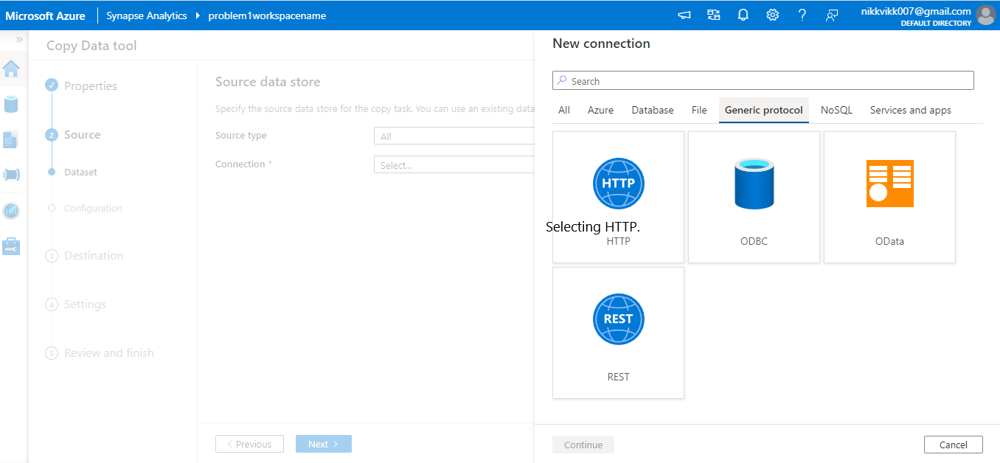 Microsoft Azure
Synapse Analytics
problem1workspacename
nikkvikk007@gmail.com
DEFAULT DIRECTORY
Copy Data tool
Properties
2 Source
Dataset
Configuration
3 Destination
4 Settings
5 Review and finish
Source data store
Specify the source data store for the copy task. You can use an existing data
Source type
All
Connection *
Select...
Previous
Next
New connection
Search
All Azure Database File Generic protocol NoSQL Services and apps
HTTP
Selecting HTTP.
HTTP
ODBC
OData
REST
REST
Continue
Cancel